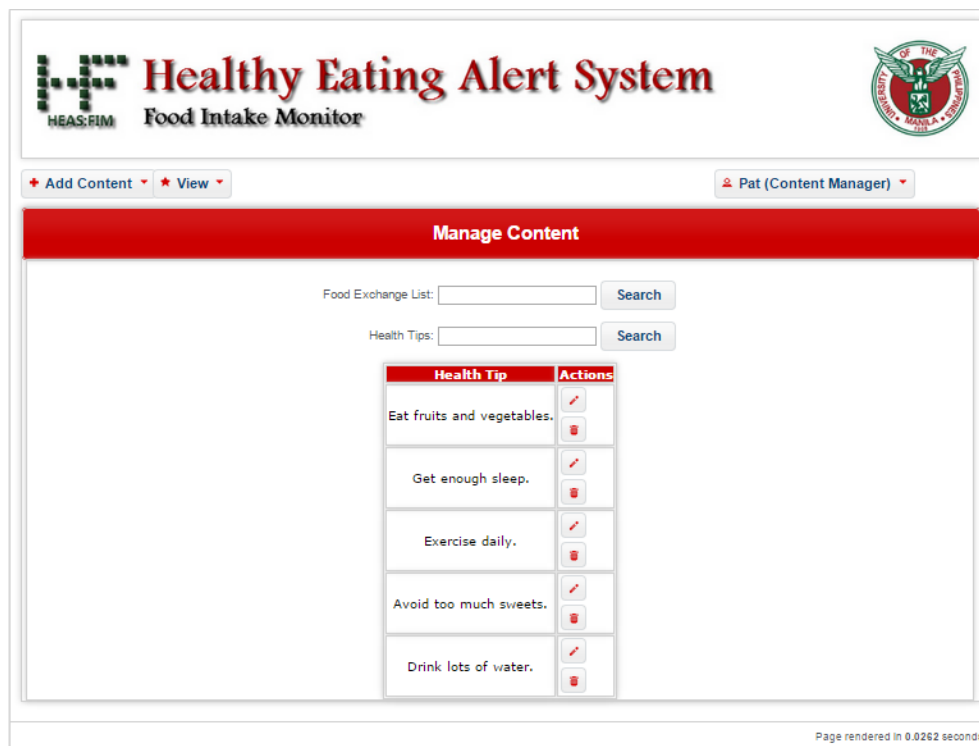 Healthy Eating Alert System
HEAS:FIM
Food Intake Monitor
UNIVERSITY OF THE PHILIPPINES
MANILA
1908
Add Content
View
Pat (Content Manager)
Manage Content
Food Exchange List:
Search
Health Tips:
Search
Health Tip Actions
Eat fruits and vegetables.
Get enough sleep.
Exercise daily.
Avoid too much sweets.
Drink lots of water.
Page rendered in 0.0262 second